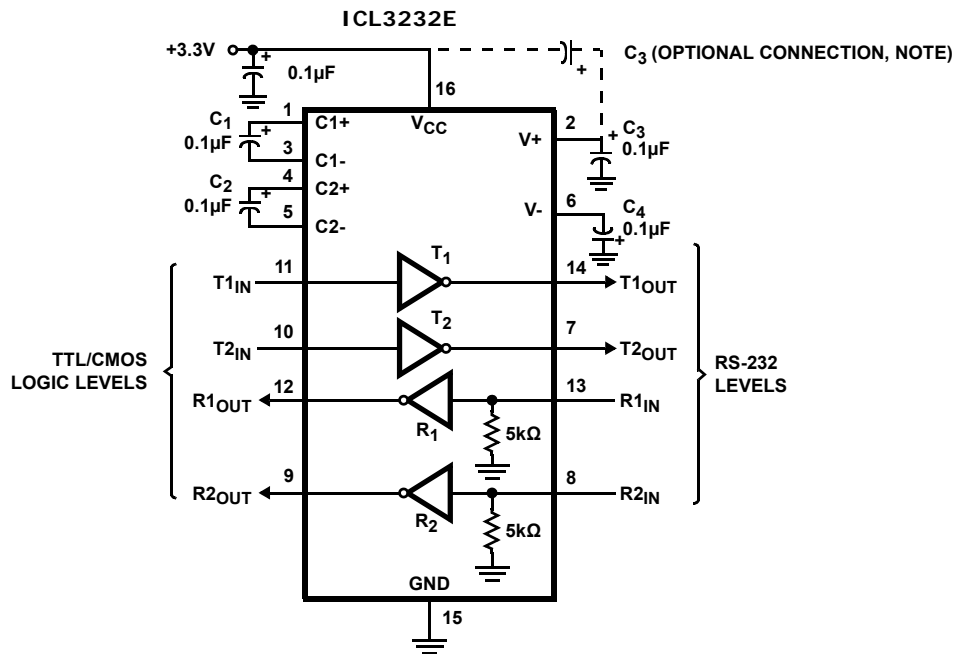 ICL3232E
+3.3V
+
0.1µF
+
C3 (OPTIONAL CONNECTION, NOTE)
16
VCC
1
C1+
C1
0.1µF
+
3
C1-
4
C2+
C2
0.1µF
+
5
C2-
2
V+
+
C3
0.1µF
6
V-
C4
0.1µF
+
T1IN
11
T1
14
T1OUT
T2IN
10
T2
7
T2OUT
TTL/CMOS
LOGIC LEVELS
RS-232
LEVELS
R1OUT
12
R1
13
R1IN
5kΩ
R2OUT
9
R2
8
R2IN
5kΩ
GND
15